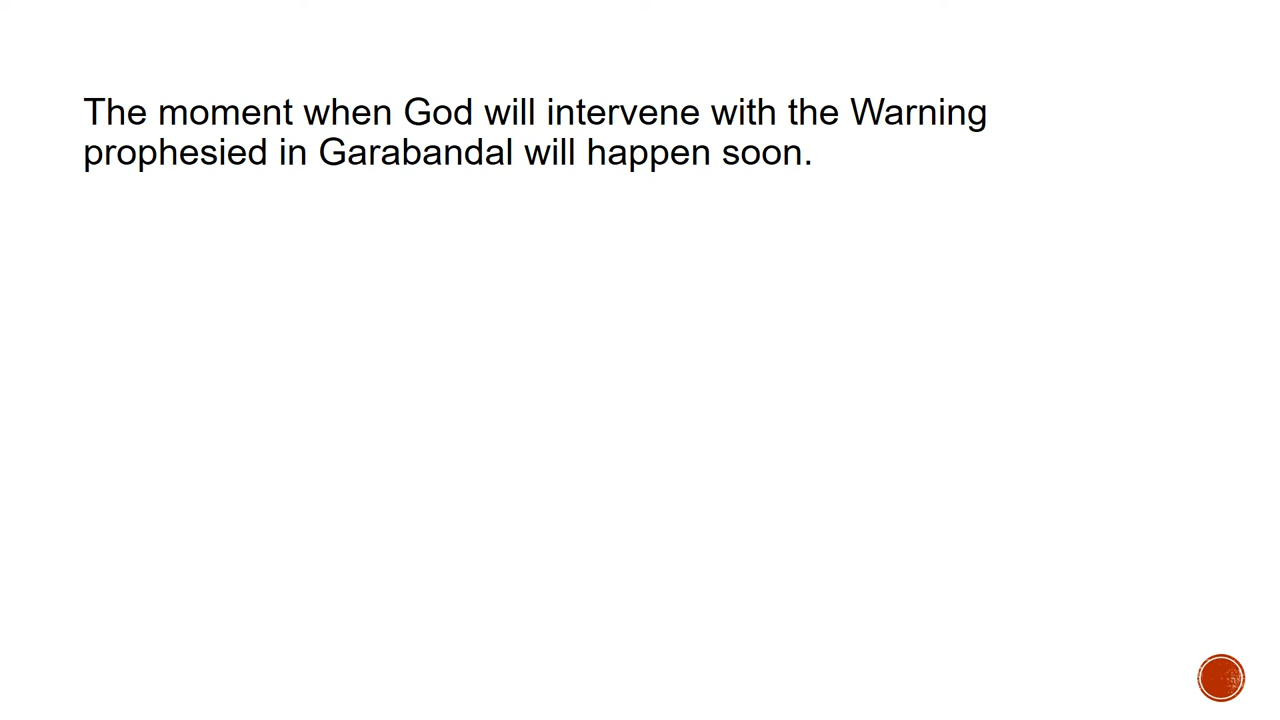 The moment when God will intervene with the Warning
prophesied in Garabandal will happen soon.